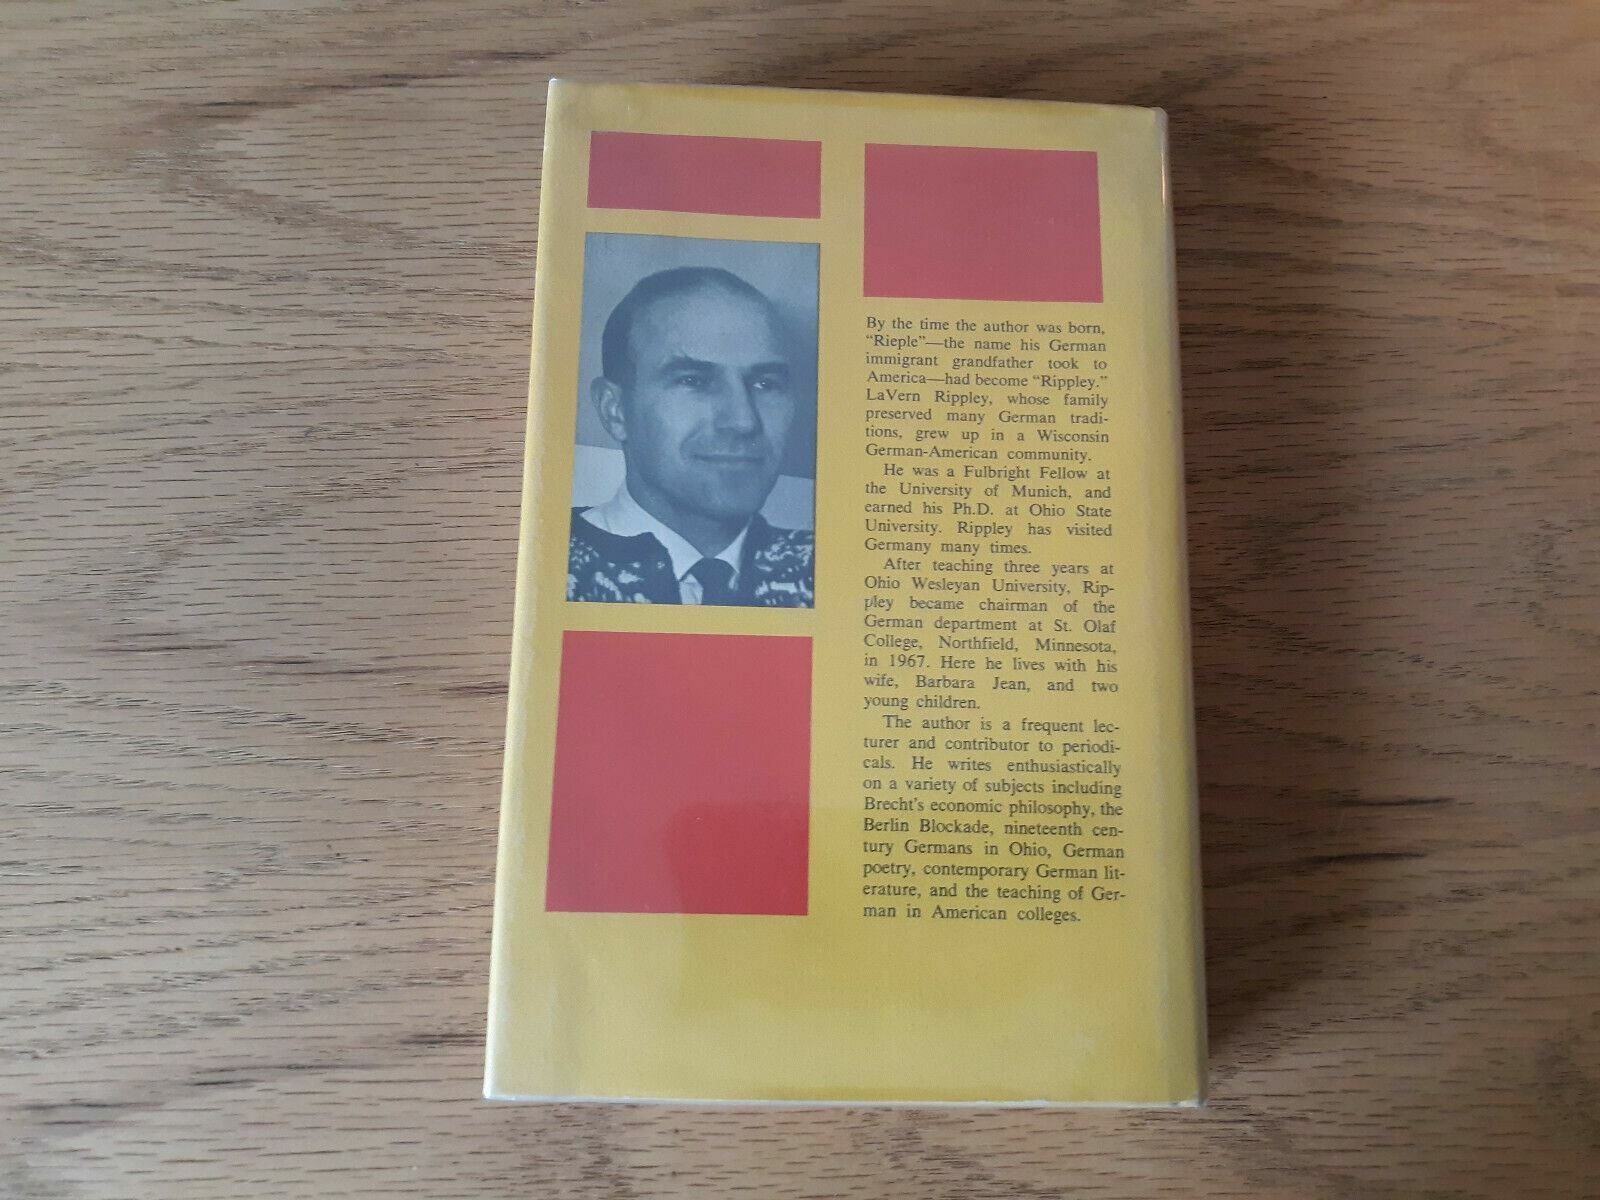 By the time the author was born,
“Rieple”—the name his German
immigrant grandfather took to
America—had become “Rippley.”
LaVern Rippley, whose family
preserved many German tradi-
tions, grew up in a Wisconsin
German-American community.
He was a Fulbright Fellow at
the University of Munich, and
earned his Ph.D. at Ohio State
University. Rippley has visited
Germany many times.
After teaching three years at
Ohio Wesleyan University, Rip-
pley became chairman of the
German department at St. Olaf
College, Northfield, Minnesota,
in 1967. Here he lives with his
wife, Barbara Jean, and two
young children.
The author is a frequent lec-
turer and contributor to periodi-
cals. He writes enthusiastically
on a variety of subjects including
Brecht's economic philosophy, the
Berlin Blockade, nineteenth cen-
tury Germans in Ohio, German
poetry, contemporary German lit-
erature, and the teaching of Ger-
man in American colleges.